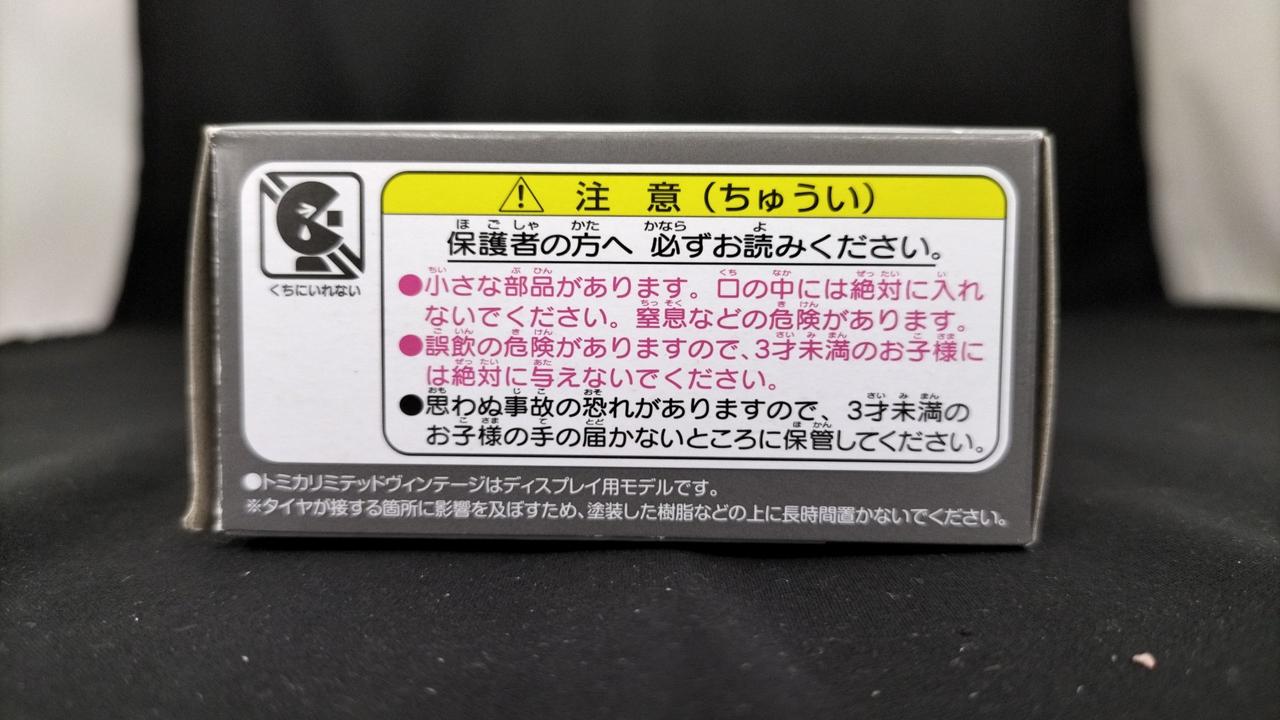 くちにいれない
注 意（ちゅうい）
保護者の方へ 必ずお読みください。
●小さな部品があります。口の中には絶対に入れ
ないでください。窒息などの危険があります。
●誤飲の危険がありますので、3才未満のお子様に
は絶対に与えないでください。
●思わぬ事故の恐れがありますので、3才未満の
お子様の手の届かないところに保管してください。
●トミカリミテッドヴィンテージはディスプレイ用モデルです。
※タイヤが接する箇所に影響を及ぼすため、塗装した樹脂などの上に長時間置かないでください。